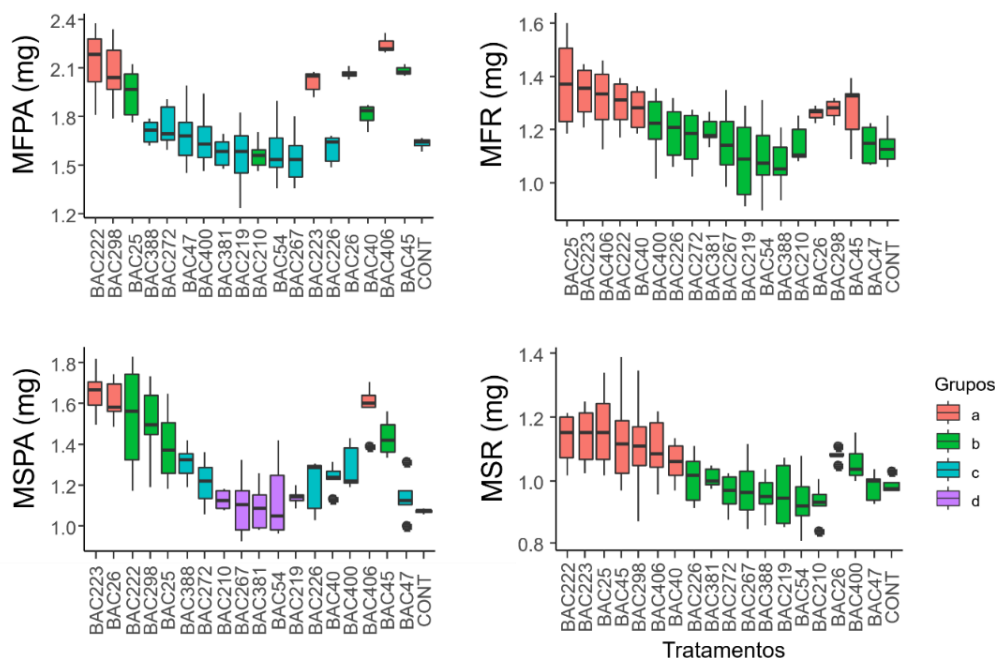 MFPA (mg)
2.4
2.1
1.8
1.5
1.2
BAC222
BAC298
BAC25
BAC388
BAC272
BAC47
BAC400
BAC381
BAC219
BAC210
BAC54
BAC267
BAC223
BAC226
BAC26
BAC40
BAC406
BAC45
CONT
MFR (mg)
1.6
1.4
1.2
1.0
BAC25
BAC223
BAC406
BAC222
BAC40
BAC400
BAC226
BAC272
BAC381
BAC267
BAC219
BAC54
BAC388
BAC210
BAC26
BAC298
BAC45
BAC47
CONT
MSPA (mg)
1.8
1.6
1.4
1.2
1.0
BAC223
BAC26
BAC222
BAC298
BAC25
BAC388
BAC272
BAC210
BAC267
BAC381
BAC54
BAC219
BAC226
BAC40
BAC400
BAC406
BAC45
BAC47
CONT
MSR (mg)
1.4
1.2
1.0
0.8
BAC222
BAC223
BAC25
BAC45
BAC298
BAC406
BAC40
BAC226
BAC381
BAC272
BAC267
BAC388
BAC219
BAC54
BAC210
BAC26
BAC400
BAC47
CONT
Tratamentos
Grupos
a
b
c
d